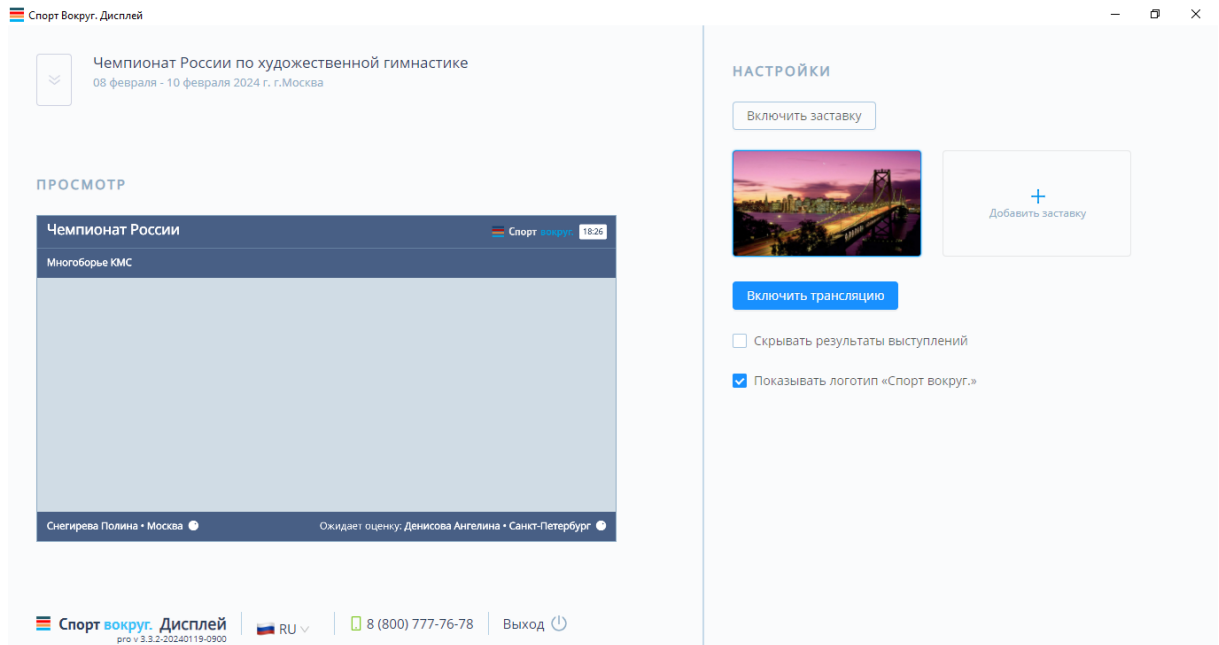 Спорт Вокруг. Дисплей
Чемпионат России по художественной гимнастике
08 февраля - 10 февраля 2024 г. г.Москва
ПРОСМОТР
Чемпионат России
Спорт вокруг. 18:26
Многоборье КМС
Снегирева Полина • Москва
Ожидает оценку: Денисова Ангелина • Санкт-Петербург
Спорт вокруг. Дисплей
pro v 3.3.2-20240119-0900
RU
8 (800) 777-76-78
Выход
НАСТРОЙКИ
Включить заставку
Добавить заставку
Включить трансляцию
Скрывать результаты выступлений
Показывать логотип «Спорт вокруг.»